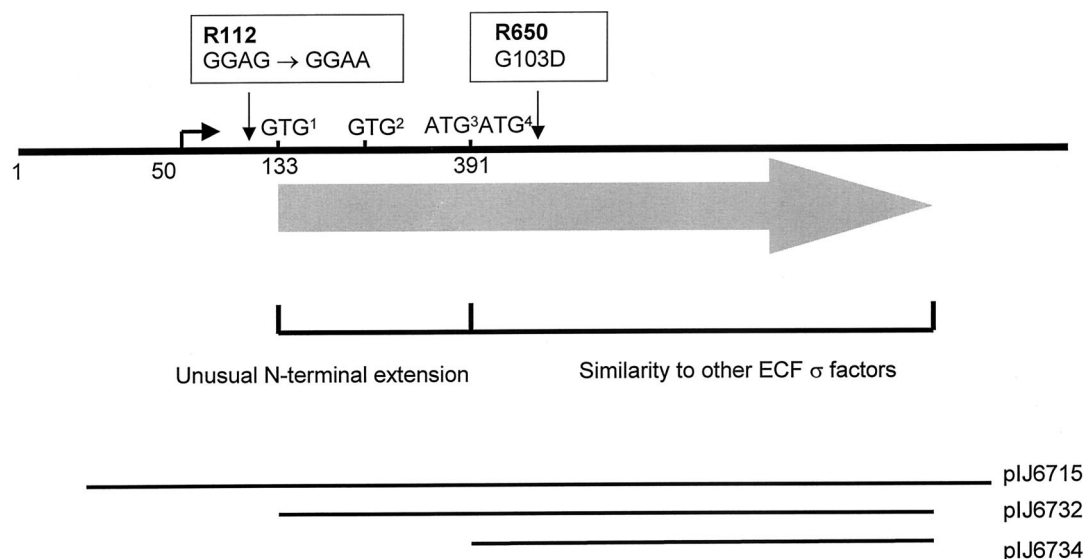 R112
GGAG → GGAA
R650
G103D
GTG¹ GTG² ATG³ATG⁴
1 50 133 391
Unusual N-terminal extension
Similarity to other ECF σ factors
pIJ6715
pIJ6732
pIJ6734